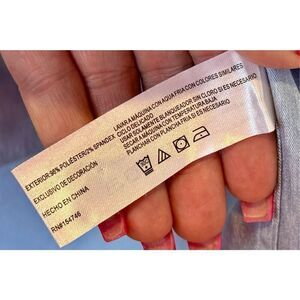 LAVAR A MÁQUINA CON AGUA FRIA CON COLORES SIMILARES
CICLO DELICADO
USAR SOLAMENTE BLANQUEADOR SIN CLORO SI ES NECESARIO
SECAR A MÁQUINA CON TEMPERATURA BAJO
PLANCHAR CON PLANCHA FRÍA SI ES NECESARIO
EXTERIOR:98% POLIÉSTER/2% SPANDEX
EXCLUSIVO DE DECORACIÓN
HECHO EN CHINA
RN#154746